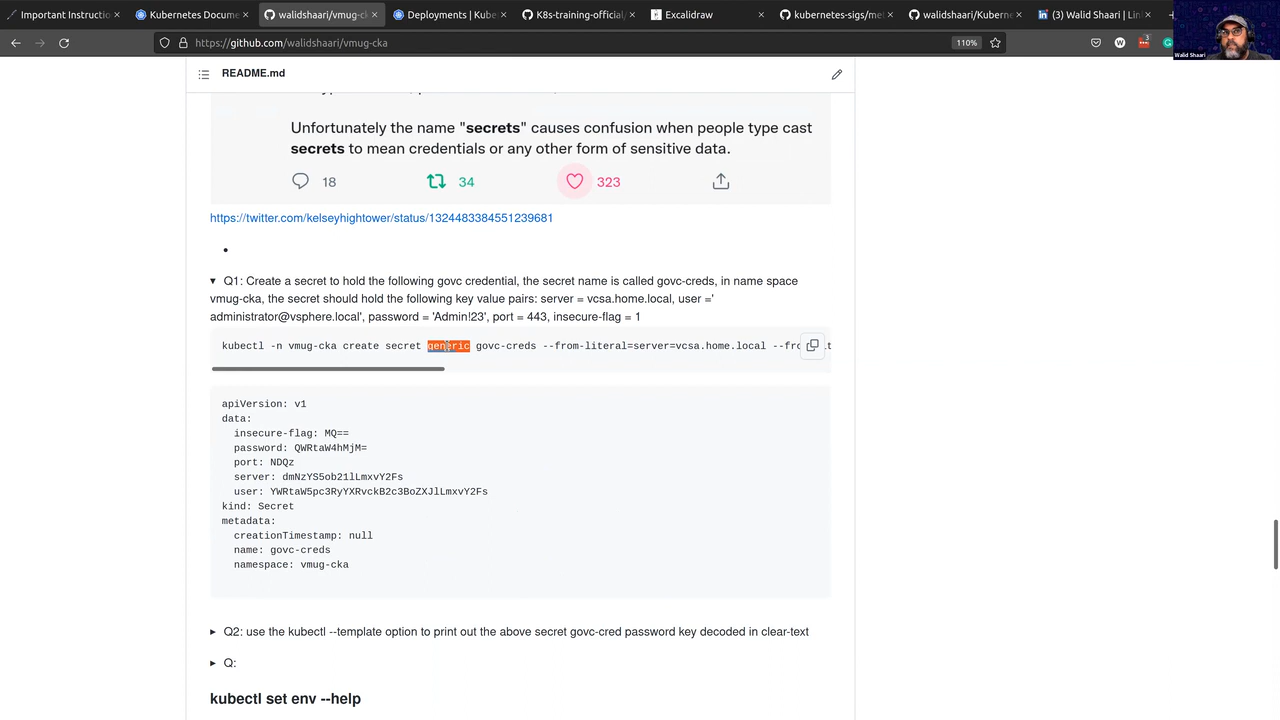 Important Instructio
Kubernetes Docume
walidshaari/vmug-ck
Deployments | Kube
K8s-training-official/
Excalidraw
kubernetes-sigs/me
walidshaari/Kuberne
(3) Walid Shaari | Lin
https://github.com/walidshaari/vmug-cka
110%
Walid Shaari
README.md
Unfortunately the name "secrets" causes confusion when people type cast
secrets to mean credentials or any other form of sensitive data.
18 34 323
https://twitter.com/kelseyhightower/status/1324483384551239681
Q1: Create a secret to hold the following govc credential, the secret name is called govc-creds, in name space
vmug-cka, the secret should hold the following key value pairs: server = vcsa.home.local, user ='
administrator@vsphere.local', password = 'Admin!23', port = 443, insecure-flag = 1
kubectl -n vmug-cka create secret generic govc-creds --from-literal=server=vcsa.home.local --fro
apiVersion: v1
data:
insecure-flag: MQ==
password: QWRtaW4hMjM=
port: NDQz
server: dmNzYS5ob21lLmxvY2Fs
user: YWRtaW5pc3RyYXRvckB2c3BoZXJlLmxvY2Fs
kind: Secret
metadata:
creationTimestamp: null
name: govc-creds
namespace: vmug-cka
Q2: use the kubectl --template option to print out the above secret govc-cred password key decoded in clear-text
Q:
kubectl set env --help